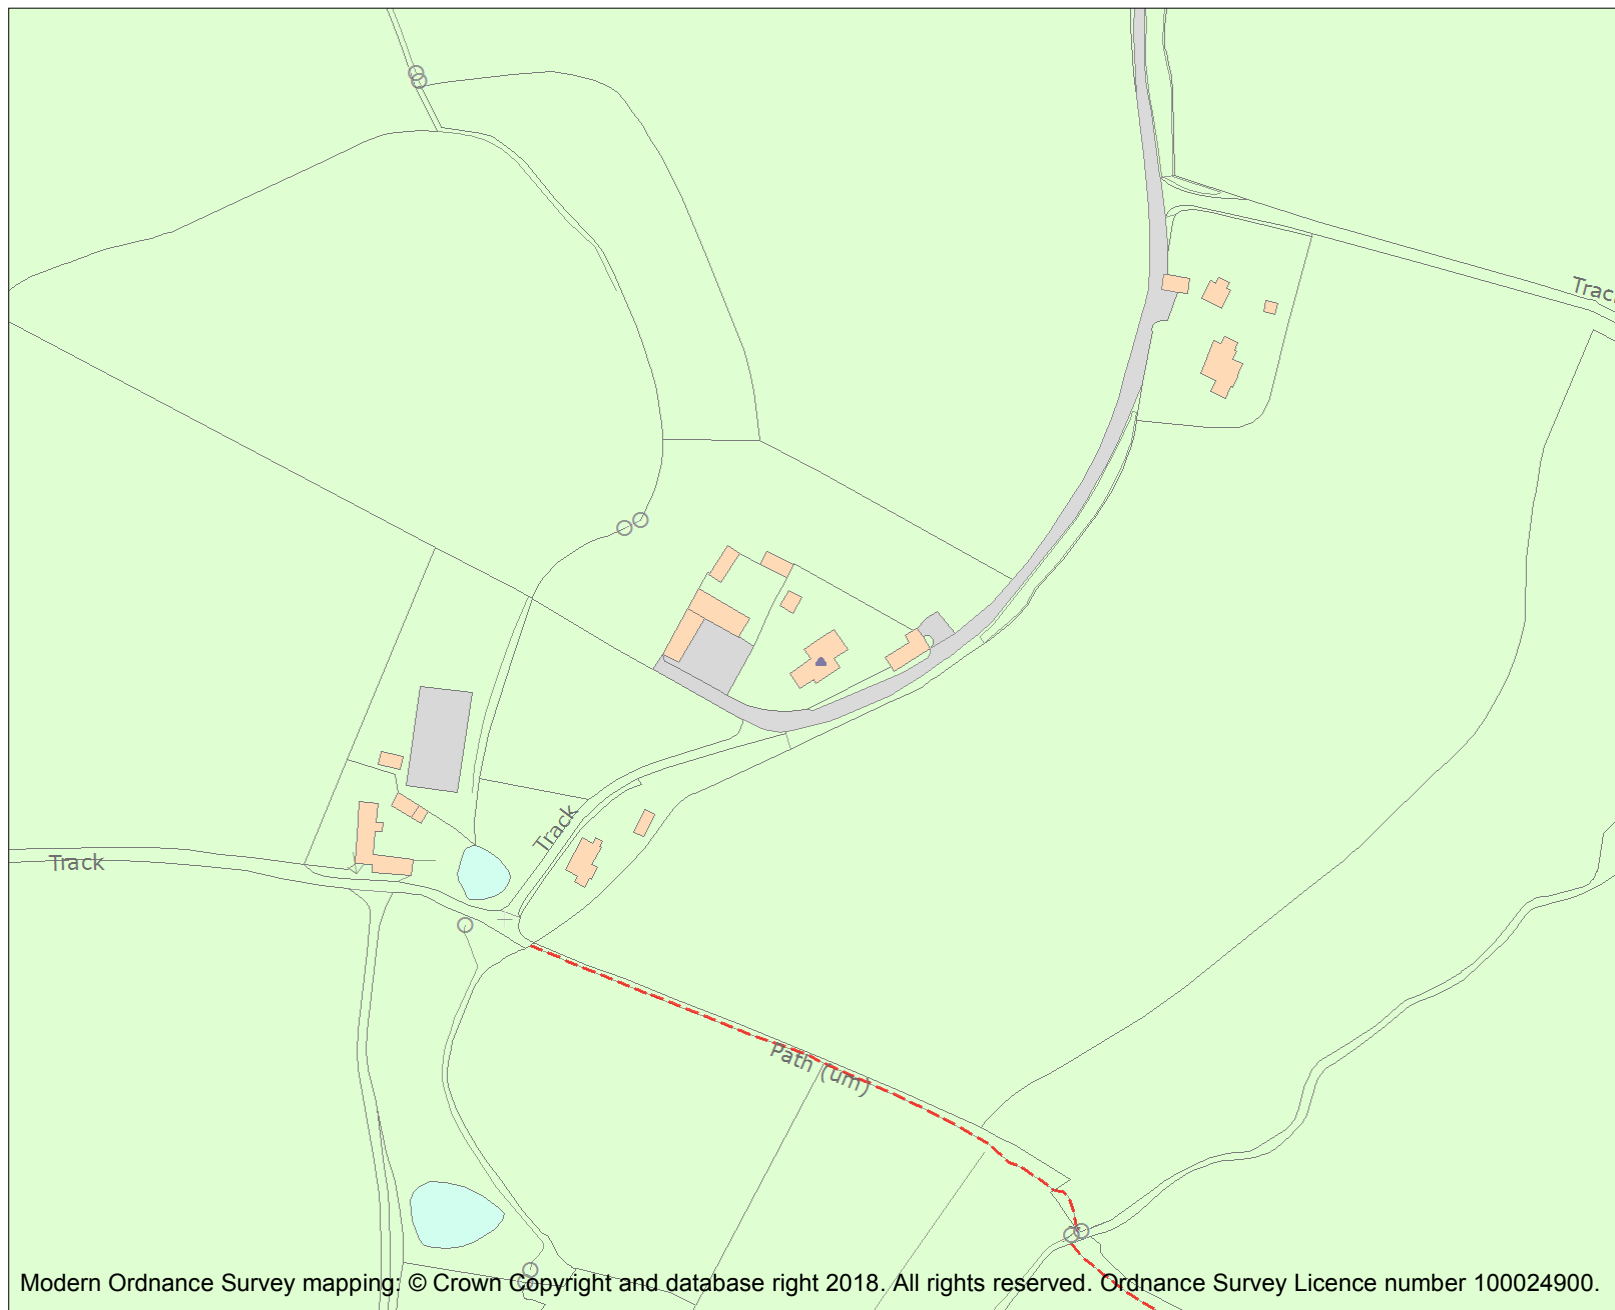 Track
Track
Path (um)
Modern Ordnance Survey mapping: © Crown Copyright and database right 2018. All rights reserved. Ordnance Survey Licence number 100024900.